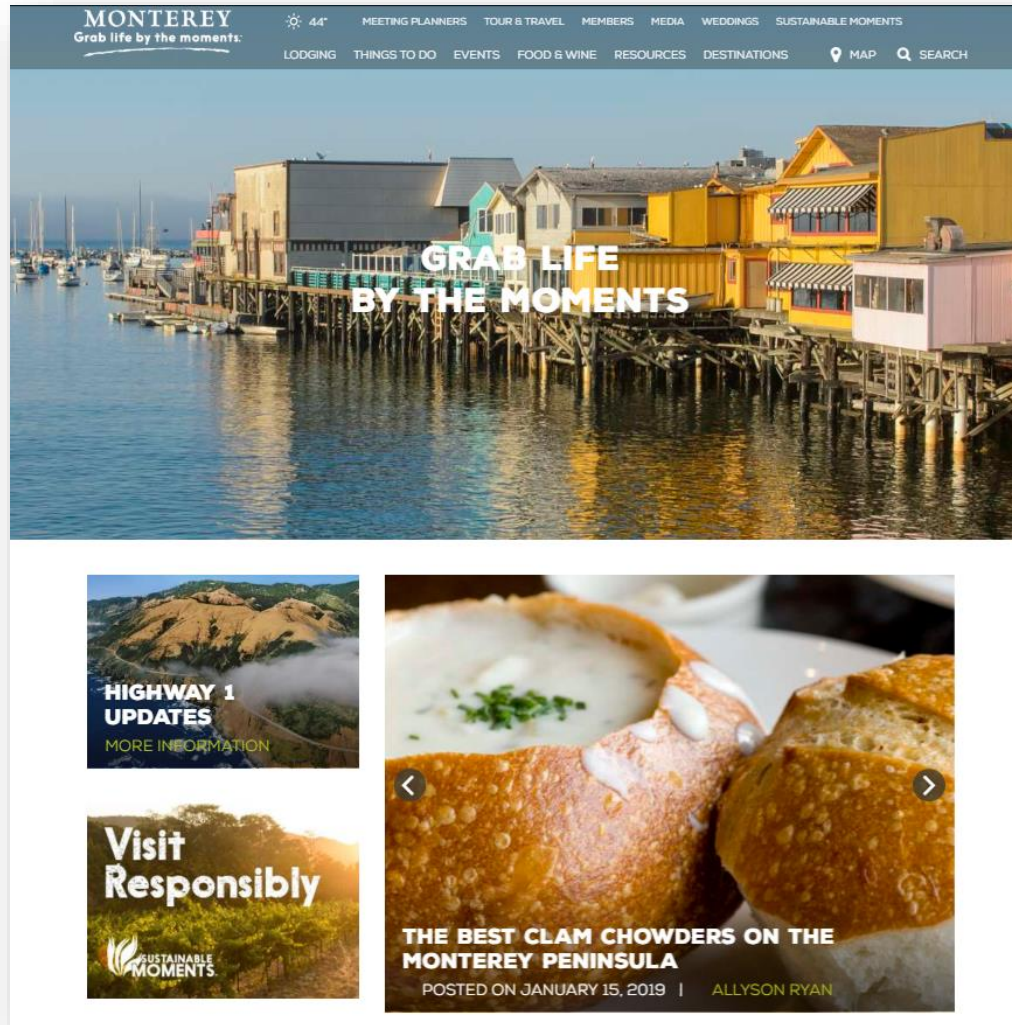 MONTEREY
Grab life by the moments.
44°
MEETING PLANNERS TOUR & TRAVEL MEMBERS MEDIA WEDDINGS SUSTAINABLE MOMENTS
LODGING THINGS TO DO EVENTS FOOD & WINE RESOURCES DESTINATIONS MAP SEARCH
GRAB LIFE
BY THE MOMENTS
HIGHWAY 1
UPDATES
MORE INFORMATION
Visit
Responsibly
SUSTAINABLE
MOMENTS
THE BEST CLAM CHOWDERS ON THE
MONTEREY PENINSULA
POSTED ON JANUARY 15, 2019 | ALLYSON RYAN